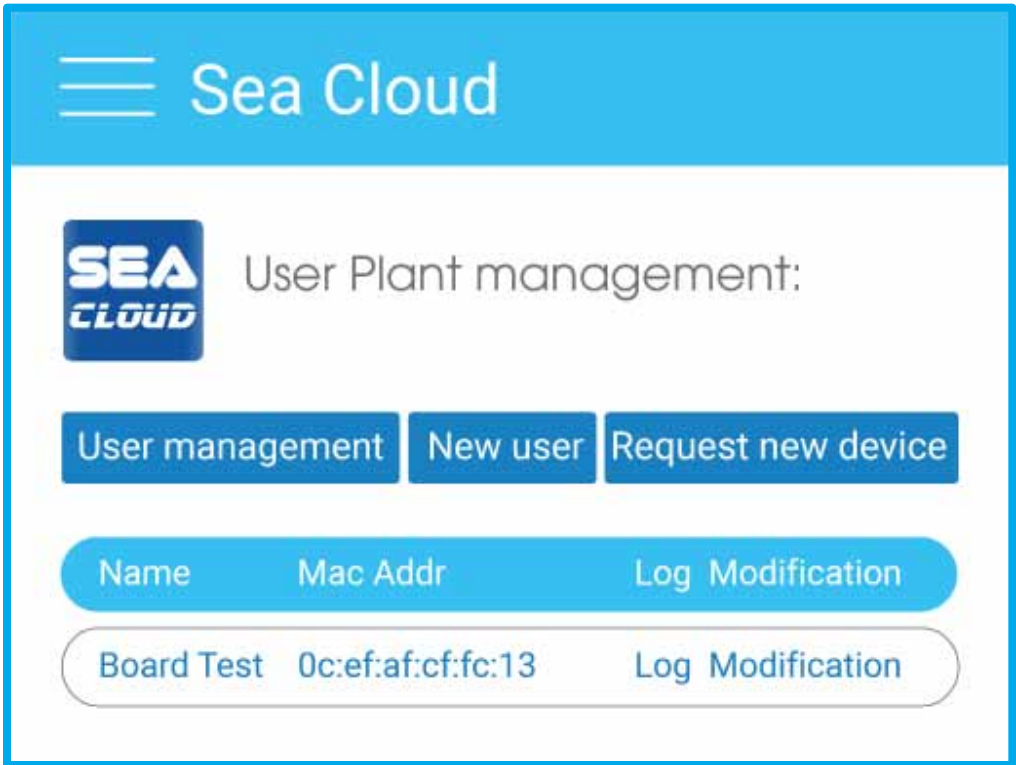 Sea Cloud
SEA
CLOUD
User Plant management:
User management New user Request new device
Name Mac Addr Log Modification
Board Test 0c:ef:af:cf:fc:13 Log Modification